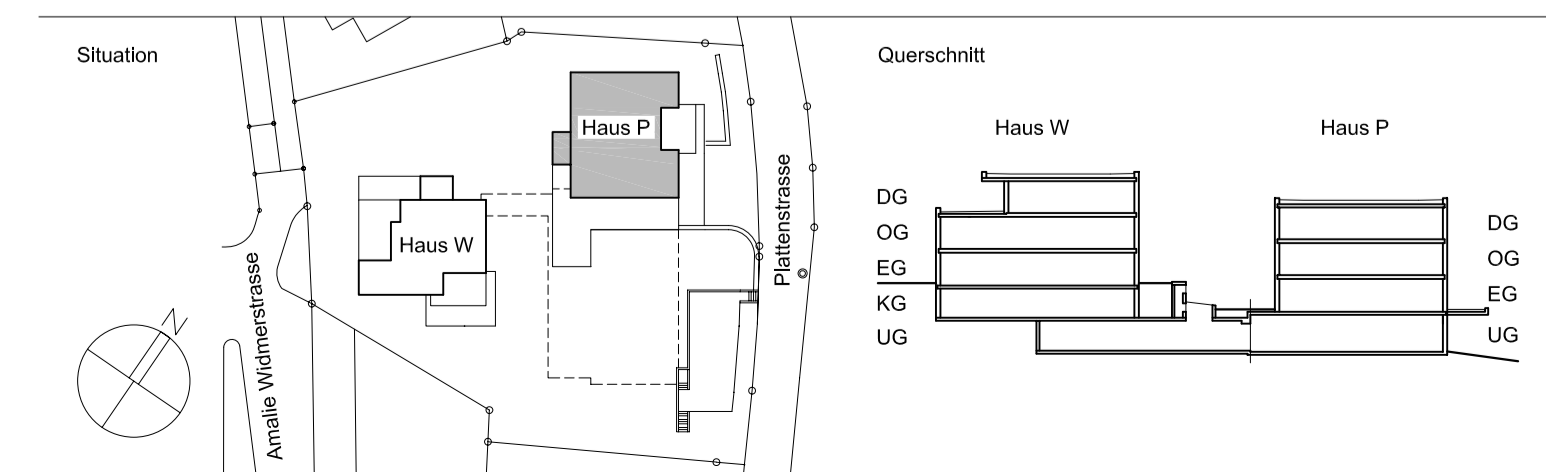 Situation
Querschnitt
Haus P
Haus W
Plattenstrasse
Amalie Widmerstrasse
N
Haus W
Haus P
DG
OG
EG
KG
UG
DG
OG
EG
UG